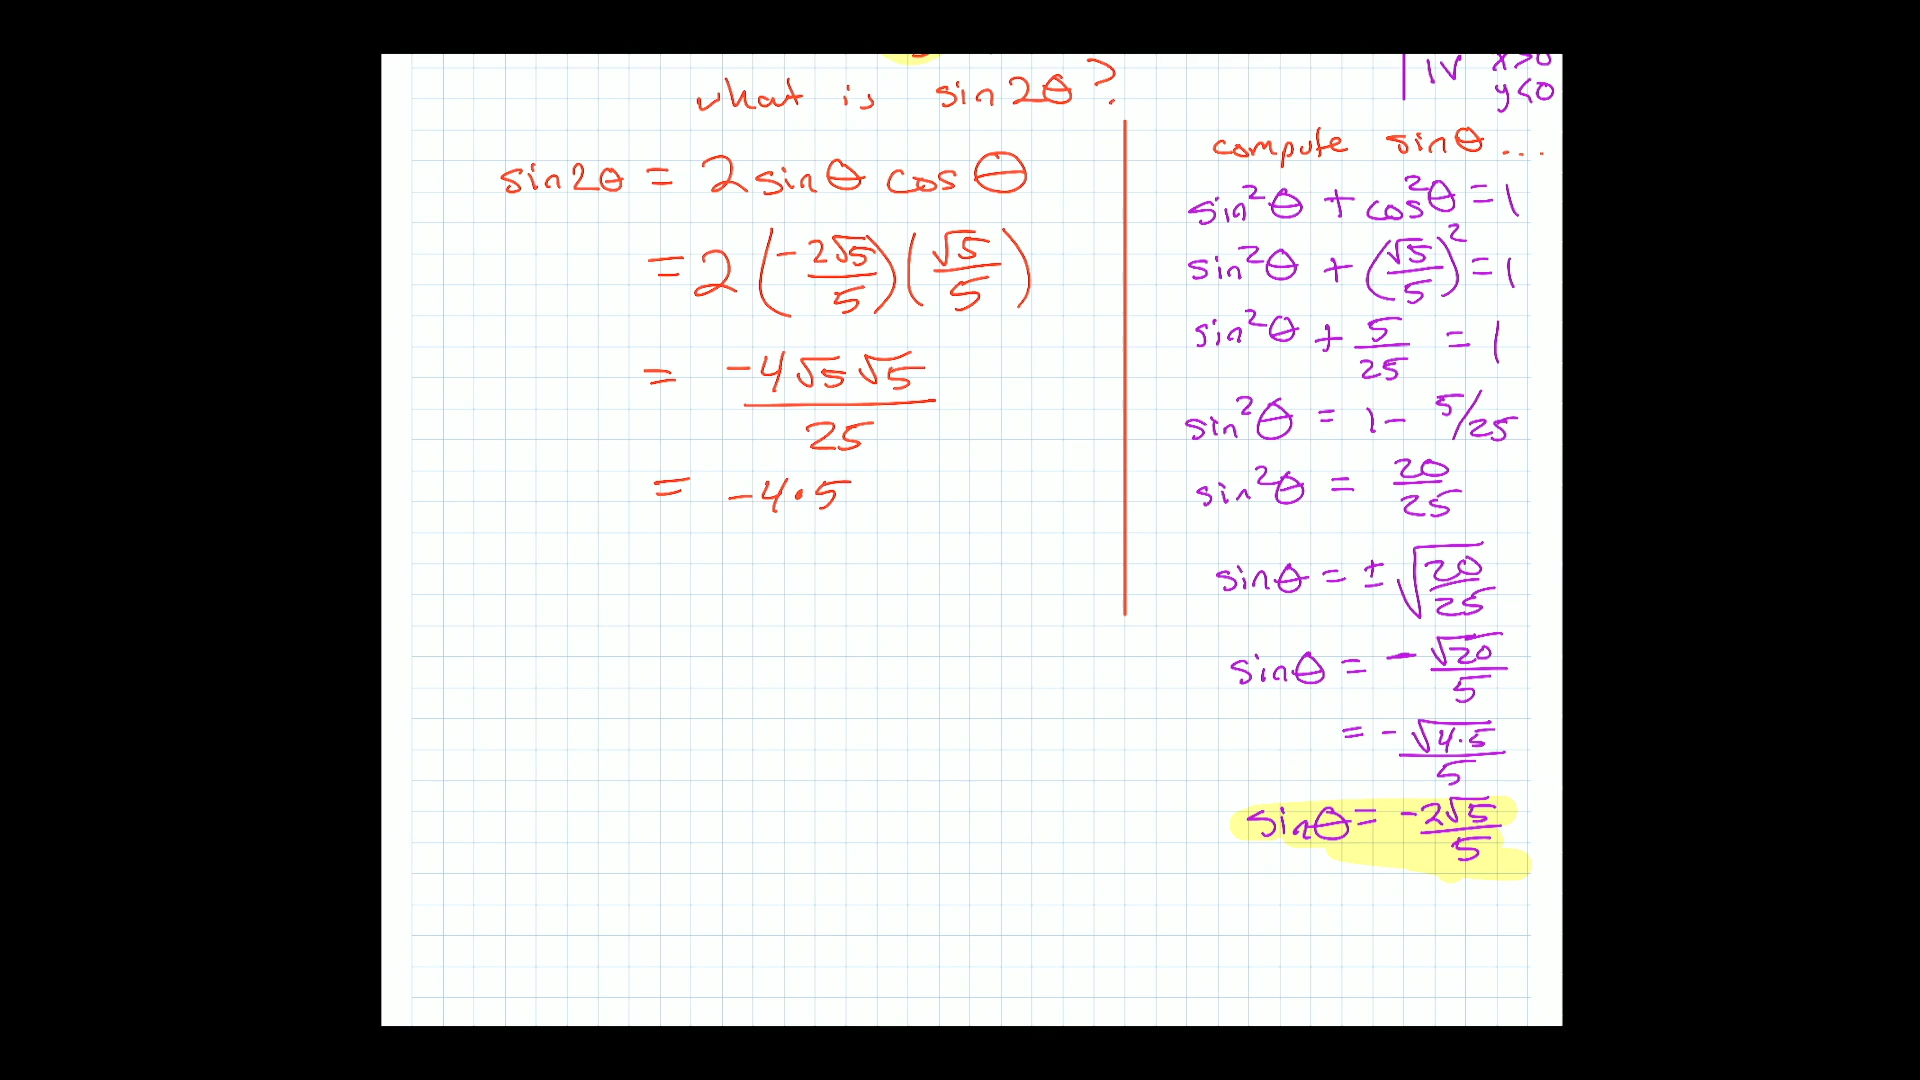 IV x>0
y<0
what is sin2θ?
sin2θ = 2 sinθ cosθ
= 2 (-2√5/5)(√5/5)
= -4√5√5/25
= -4·5
compute sinθ...
sin²θ + cos²θ = 1
sin²θ + (√5/5)² = 1
sin²θ + 5/25 = 1
sin²θ = 1 - 5/25
sin²θ = 20/25
sinθ = ± √(20/25)
sinθ = - √20/5
= - √(4·5)/5
sinθ = -2√5/5